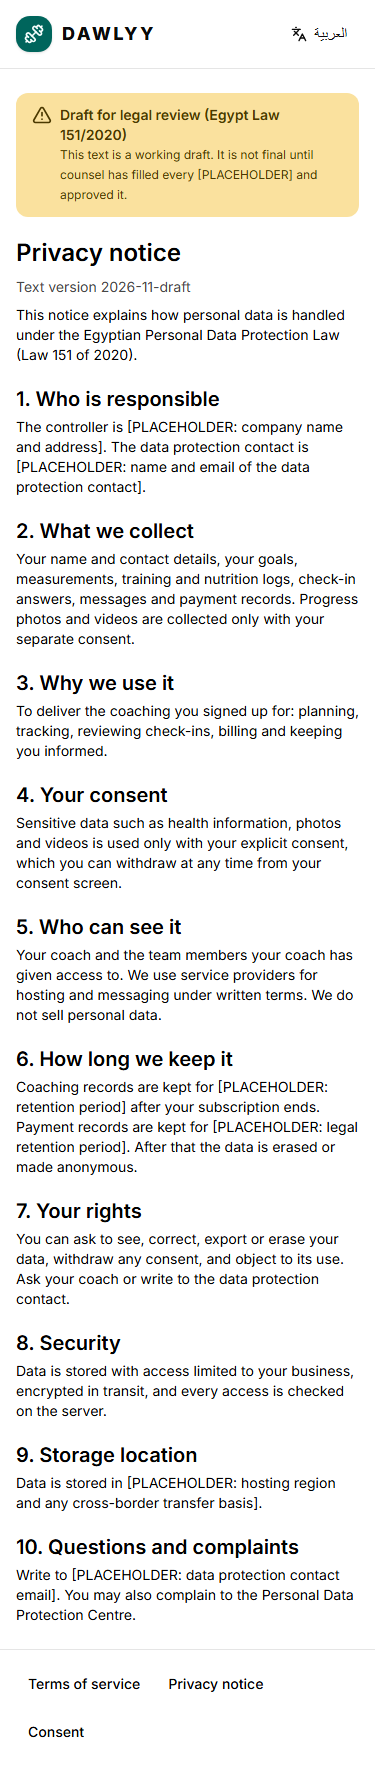 DAWLYY
العربية
Draft for legal review (Egypt Law
151/2020)
This text is a working draft. It is not final until
counsel has filled every [PLACEHOLDER] and
approved it.
Privacy notice
Text version 2026-11-draft
This notice explains how personal data is handled
under the Egyptian Personal Data Protection Law
(Law 151 of 2020).
1. Who is responsible
The controller is [PLACEHOLDER: company name
and address]. The data protection contact is
[PLACEHOLDER: name and email of the data
protection contact].
2. What we collect
Your name and contact details, your goals,
measurements, training and nutrition logs, check-in
answers, messages and payment records. Progress
photos and videos are collected only with your
separate consent.
3. Why we use it
To deliver the coaching you signed up for: planning,
tracking, reviewing check-ins, billing and keeping
you informed.
4. Your consent
Sensitive data such as health information, photos
and videos is used only with your explicit consent,
which you can withdraw at any time from your
consent screen.
5. Who can see it
Your coach and the team members your coach has
given access to. We use service providers for
hosting and messaging under written terms. We do
not sell personal data.
6. How long we keep it
Coaching records are kept for [PLACEHOLDER:
retention period] after your subscription ends.
Payment records are kept for [PLACEHOLDER: legal
retention period]. After that the data is erased or
made anonymous.
7. Your rights
You can ask to see, correct, export or erase your
data, withdraw any consent, and object to its use.
Ask your coach or write to the data protection
contact.
8. Security
Data is stored with access limited to your business,
encrypted in transit, and every access is checked
on the server.
9. Storage location
Data is stored in [PLACEHOLDER: hosting region
and any cross-border transfer basis].
10. Questions and complaints
Write to [PLACEHOLDER: data protection contact
email]. You may also complain to the Personal Data
Protection Centre.
Terms of service
Privacy notice
Consent